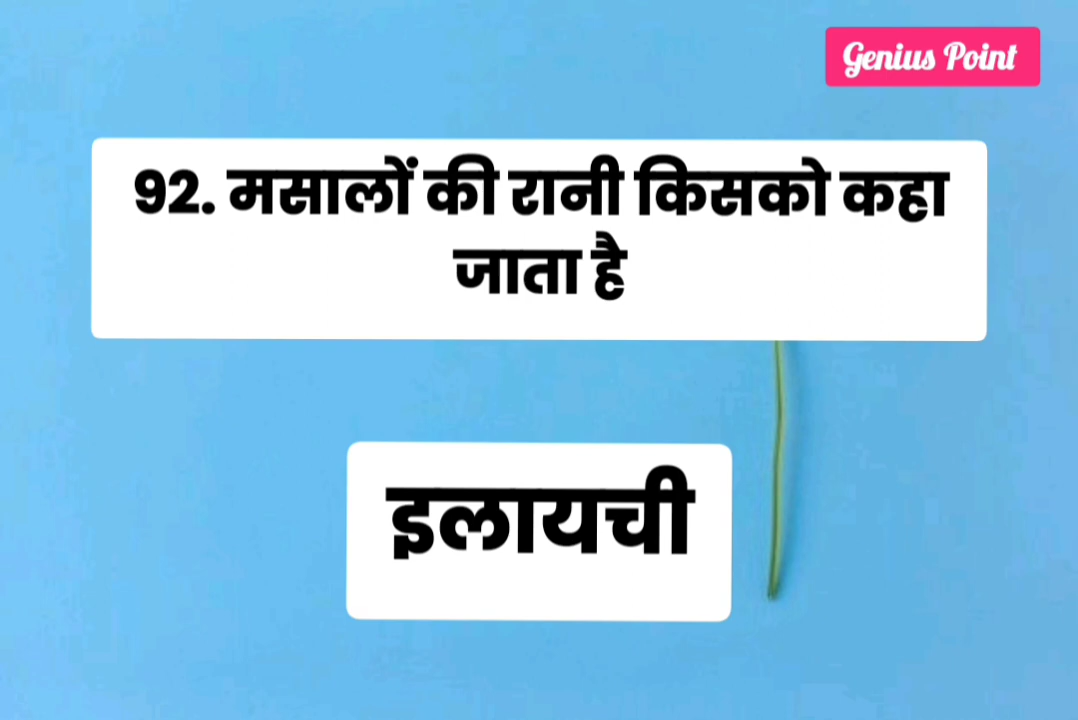 Genius Point
92. मसालों की रानी किसको कहा
जाता है
इलायची